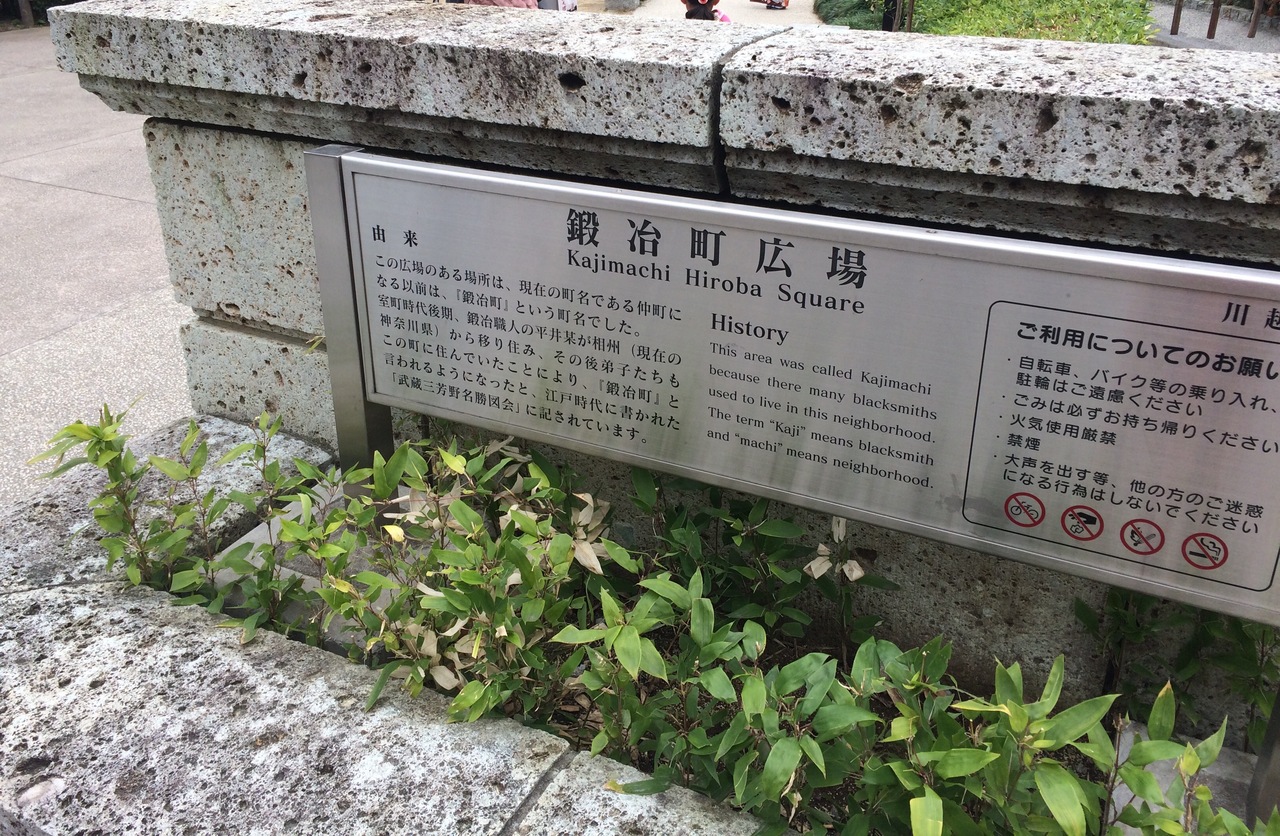 鍛冶町広場
Kajimachi Hiroba Square
由来
この広場のある場所は、現在の町名である仲町に
なる以前は、『鍛冶町』という町名でした。
室町時代後期、鍛冶職人の平井某が相州（現在の
神奈川県）から移り住み、その後弟子たちも
この町に住んでいたことにより、『鍛冶町』と
言われるようになったと、江戸時代に書かれた
「武蔵三芳野名勝図会」に記されています。
History
This area was called Kajimachi
because there many blacksmiths
used to live in this neighborhood.
The term “Kaji” means blacksmith
and “machi” means neighborhood.
川越
ご利用についてのお願い
・自転車、バイク等の乗り入れ、
駐輪はご遠慮ください
・ごみは必ずお持ち帰りください
・火気使用厳禁
・禁煙
・大声を出す等、他の方のご迷惑
になる行為はしないでください